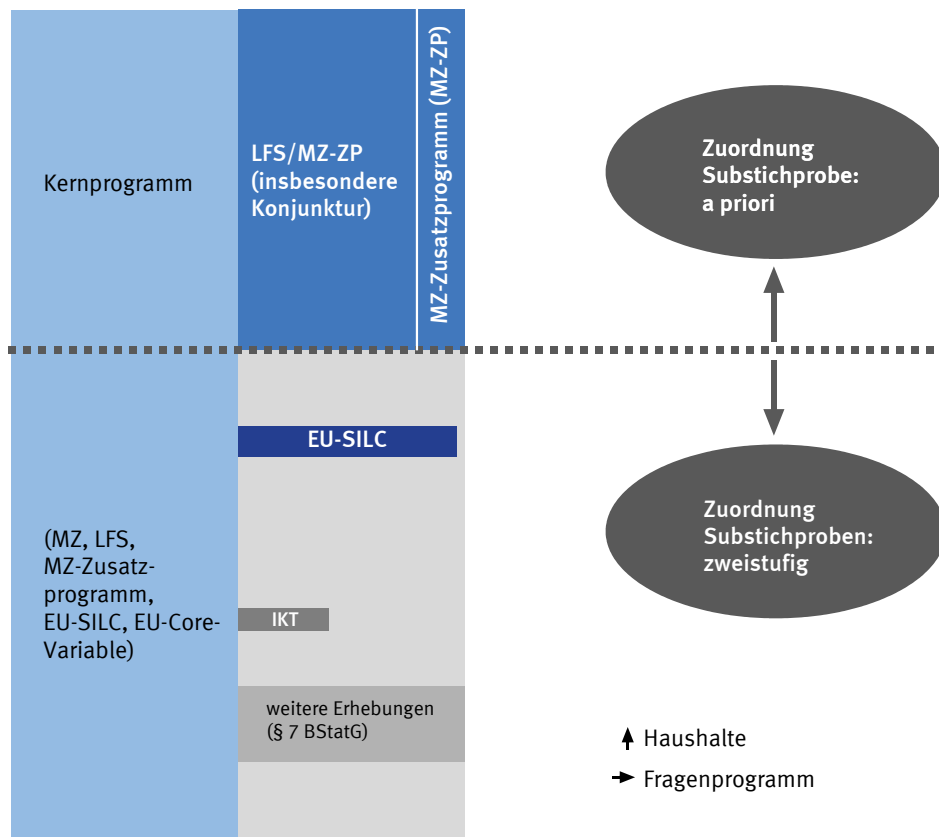 Kernprogramm
LFS/MZ-ZP
(insbesondere
Konjunktur)
MZ-Zusatzprogramm (MZ-ZP)
Zuordnung
Substichprobe:
a priori
(MZ, LFS,
MZ-Zusatz-
programm,
EU-SILC, EU-Core-
Variable)
EU-SILC
IKT
weitere Erhebungen
(§ 7 BStatG)
Zuordnung
Substichproben:
zweistufig
Haushalte
Fragenprogramm